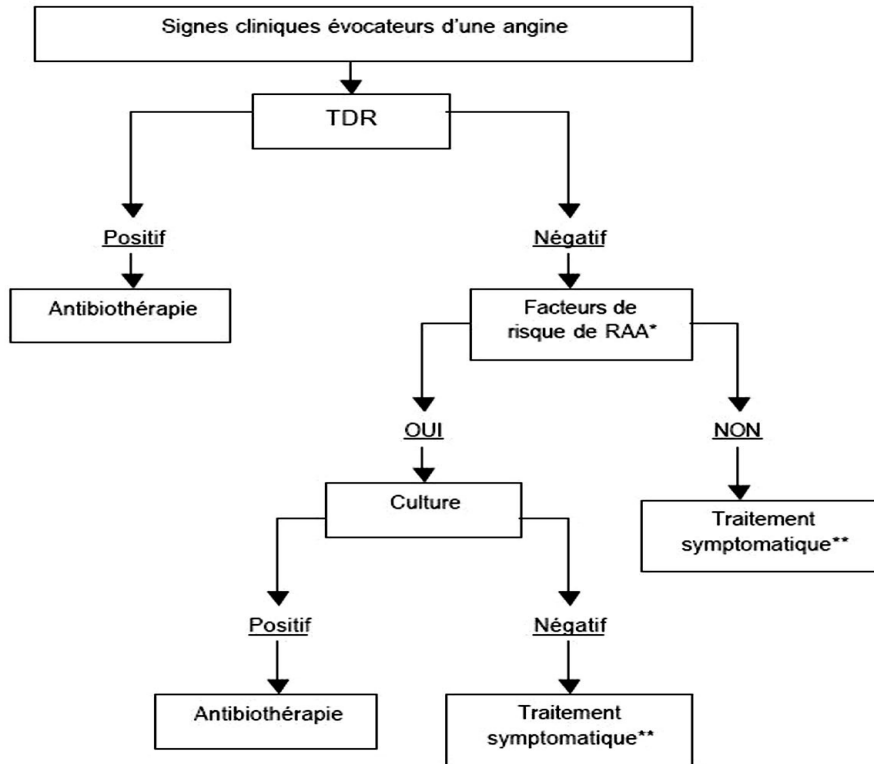 Signes cliniques évocateurs d'une angine
TDR
Positif
Négatif
Antibiothérapie
Facteurs de
risque de RAA*
OUI
NON
Culture
Traitement
symptomatique**
Positif
Négatif
Antibiothérapie
Traitement
symptomatique**